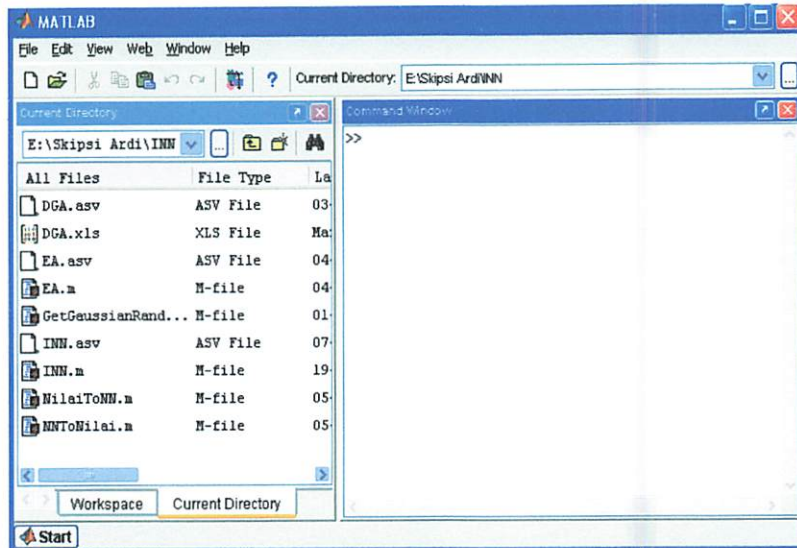 MATLAB
File Edit View Web Window Help
? Current Directory: E:\Skipsi Ardi\INN ...
Current Directory
E:\Skipsi Ardi\INN ...
All Files File Type La
DGA.asv ASV File 03-
DGA.xls XLS File Ma:
EA.asv ASV File 04-
EA.m M-file 04-
GetGaussianRand... M-file 01-
INN.asv ASV File 07-
INN.m M-file 19-
NilaiToNN.m M-file 05-
NNToNilai.m M-file 05-
Workspace Current Directory
Command Window
>>
Start